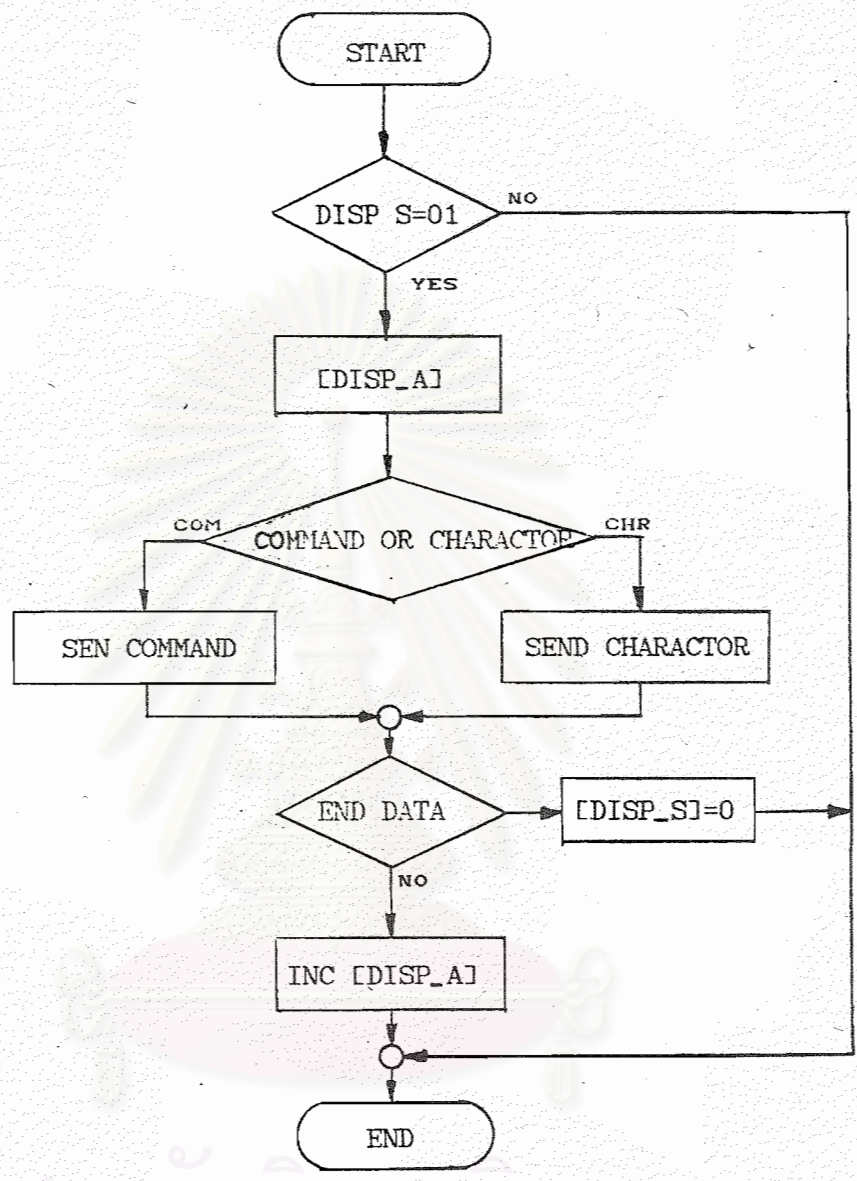 START
DISP S=01
NO
YES
[DISP_A]
COMMAND OR CHARACTOR
COM
CHR
SEN COMMAND
SEND CHARACTOR
END DATA
[DISP_S]=0
NO
INC [DISP_A]
END